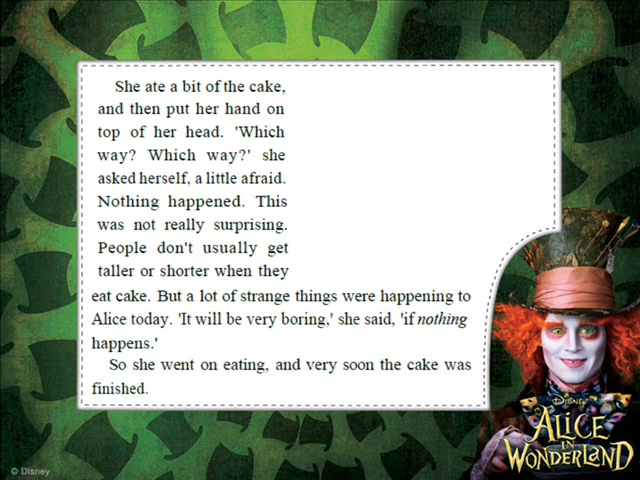 She ate a bit of the cake,
and then put her hand on
top of her head. 'Which
way? Which way?' she
asked herself, a little afraid.
Nothing happened. This
was not really surprising.
People don't usually get
taller or shorter when they
eat cake. But a lot of strange things were happening to
Alice today. 'It will be very boring,' she said, 'if nothing
happens.'
So she went on eating, and very soon the cake was
finished.
DISNEY
ALICE
IN
WONDERLAND
© Disney